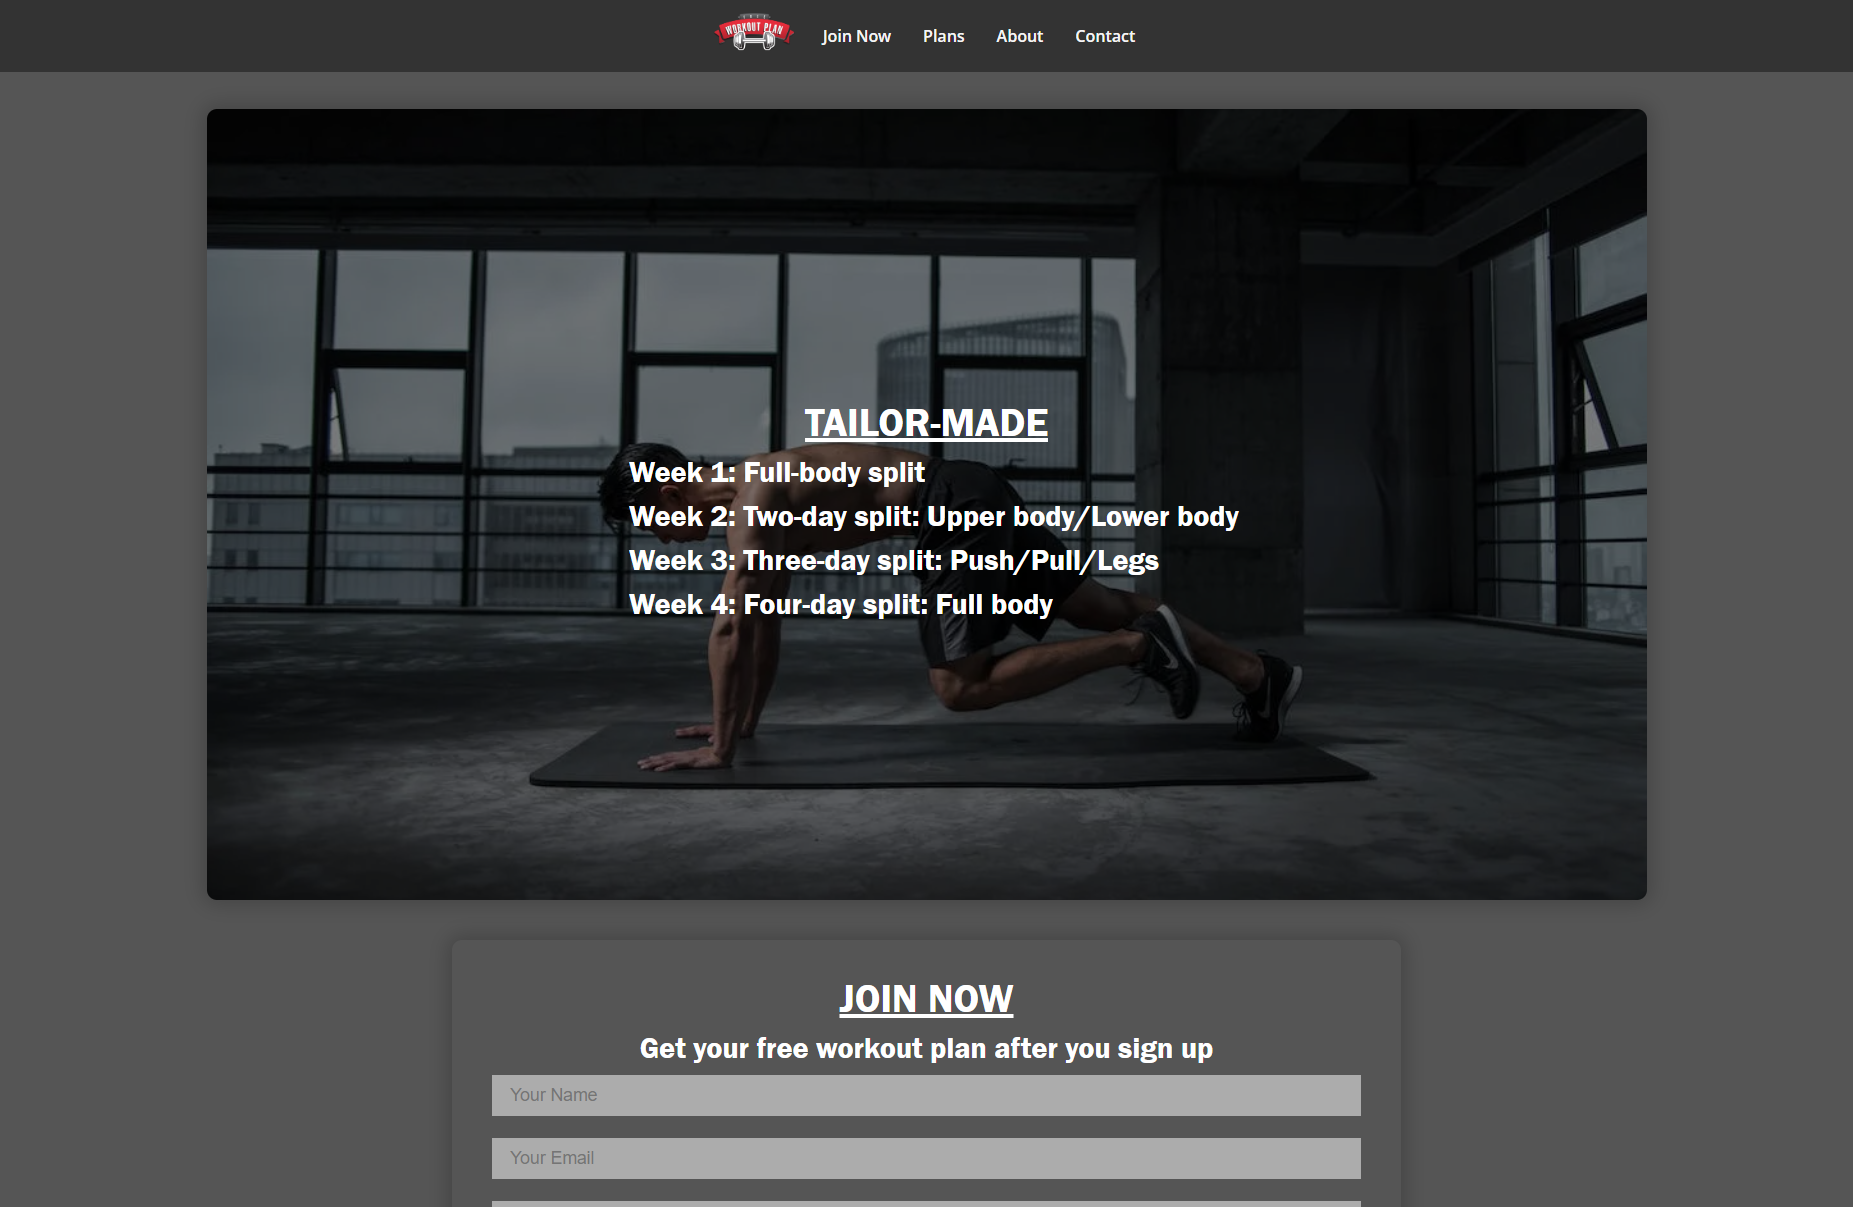 FREE
WORKOUT PLAN
Join Now
Plans
About
Contact
TAILOR-MADE
Week 1: Full-body split
Week 2: Two-day split: Upper body/Lower body
Week 3: Three-day split: Push/Pull/Legs
Week 4: Four-day split: Full body
JOIN NOW
Get your free workout plan after you sign up
Your Name
Your Email